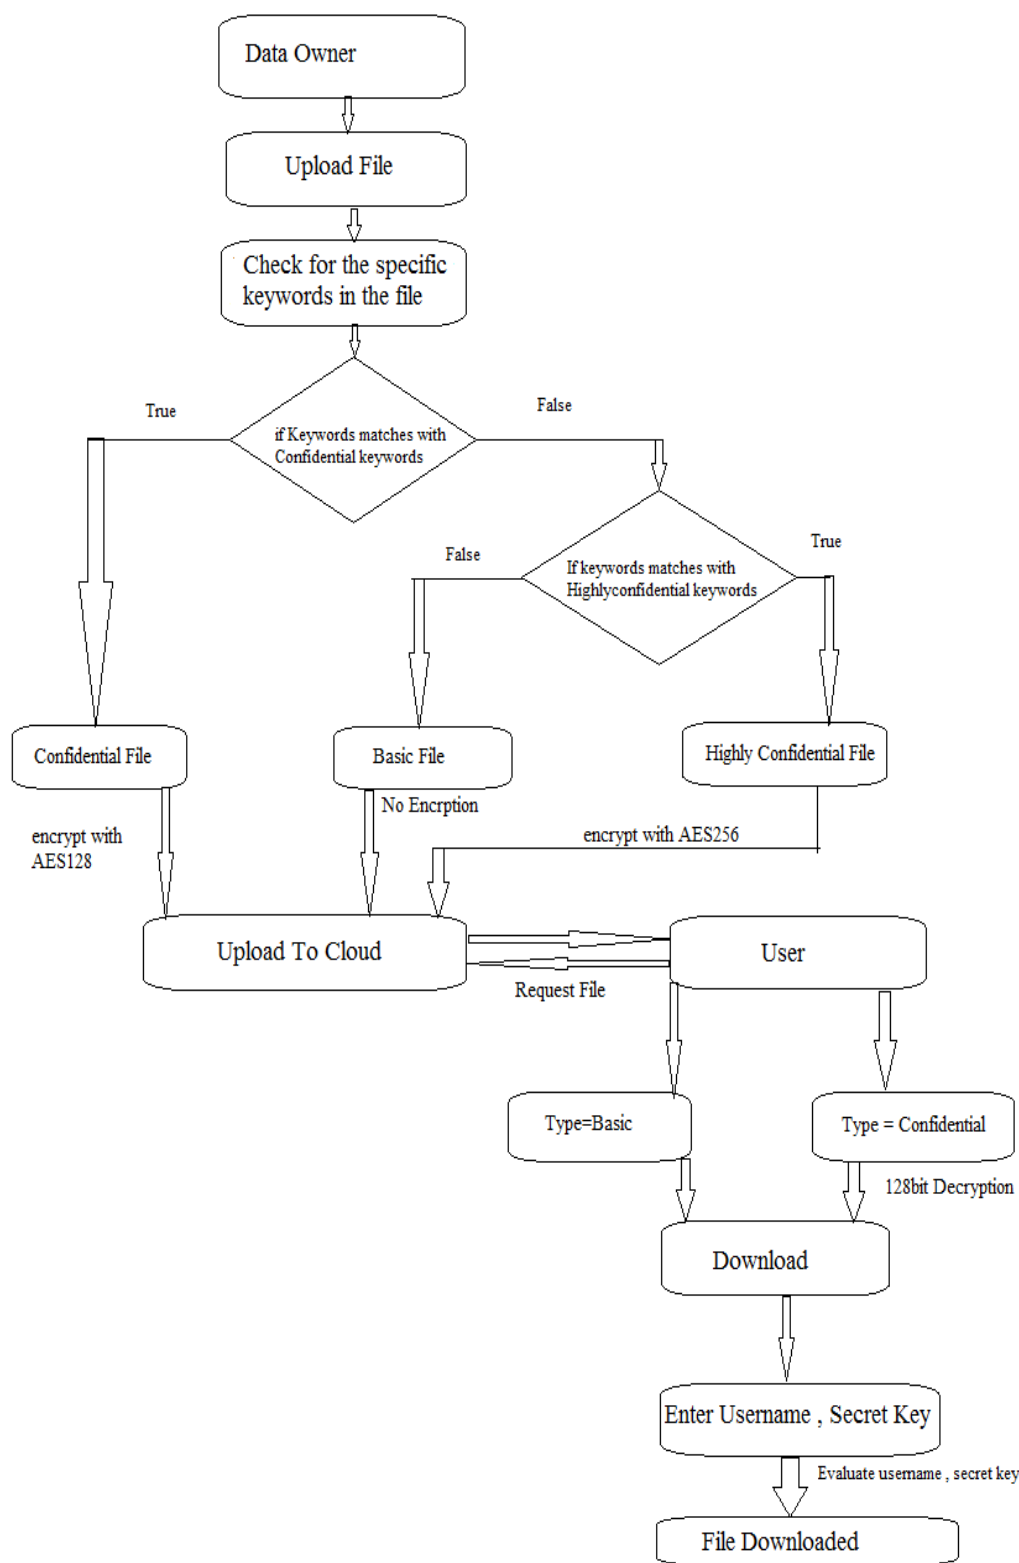 Data Owner
Upload File
Check for the specific
keywords in the file
True
False
if Keywords matches with
Confidential keywords
False
True
If keywords matches with
Highlyconfidential keywords
Confidential File
Basic File
Highly Confidential File
No Encrption
encrypt with
AES128
encrypt with AES256
Upload To Cloud
User
Request File
Type=Basic
Type = Confidential
128bit Decryption
Download
Enter Username , Secret Key
Evaluate username , secret key
File Downloaded